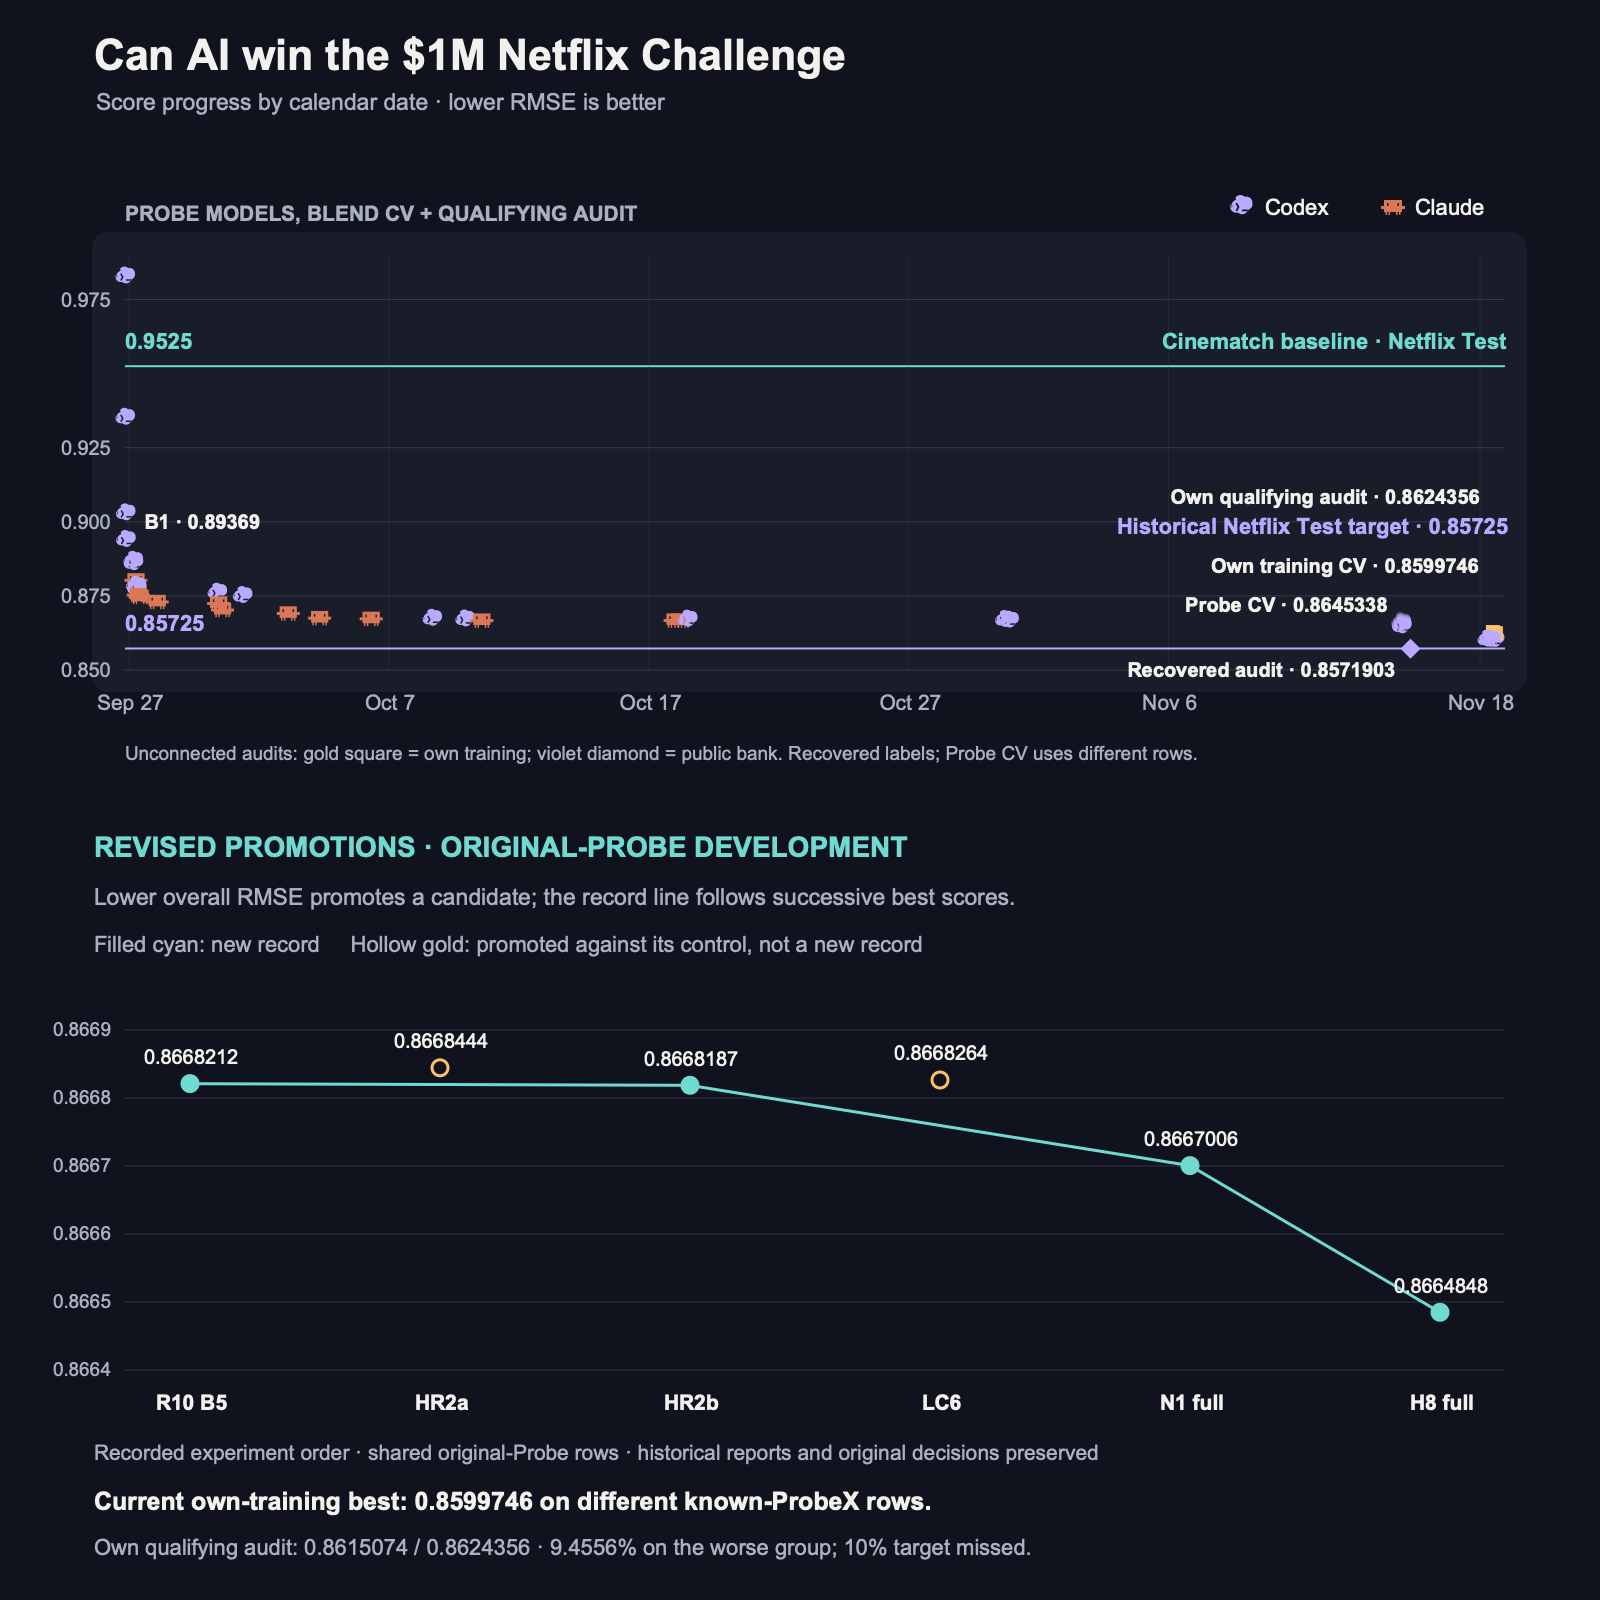 Can AI win the $1M Netflix Challenge
Score progress by calendar date · lower RMSE is better
PROBE MODELS, BLEND CV + QUALIFYING AUDIT
Codex
Claude
0.975
0.9525
Cinematch baseline · Netflix Test
0.925
Own qualifying audit · 0.8624356
0.900
B1 · 0.89369
Historical Netflix Test target · 0.85725
Own training CV · 0.8599746
0.875
Probe CV · 0.8645338
0.85725
0.850
Recovered audit · 0.8571903
Sep 27
Oct 7
Oct 17
Oct 27
Nov 6
Nov 18
Unconnected audits: gold square = own training; violet diamond = public bank. Recovered labels; Probe CV uses different rows.
REVISED PROMOTIONS · ORIGINAL-PROBE DEVELOPMENT
Lower overall RMSE promotes a candidate; the record line follows successive best scores.
Filled cyan: new record
Hollow gold: promoted against its control, not a new record
0.8669
0.8668212
0.8668444
0.8668187
0.8668264
0.8668
0.8667006
0.8667
0.8666
0.8664848
0.8665
0.8664
R10 B5
HR2a
HR2b
LC6
N1 full
H8 full
Recorded experiment order · shared original-Probe rows · historical reports and original decisions preserved
Current own-training best: 0.8599746 on different known-ProbeX rows.
Own qualifying audit: 0.8615074 / 0.8624356 · 9.4556% on the worse group; 10% target missed.